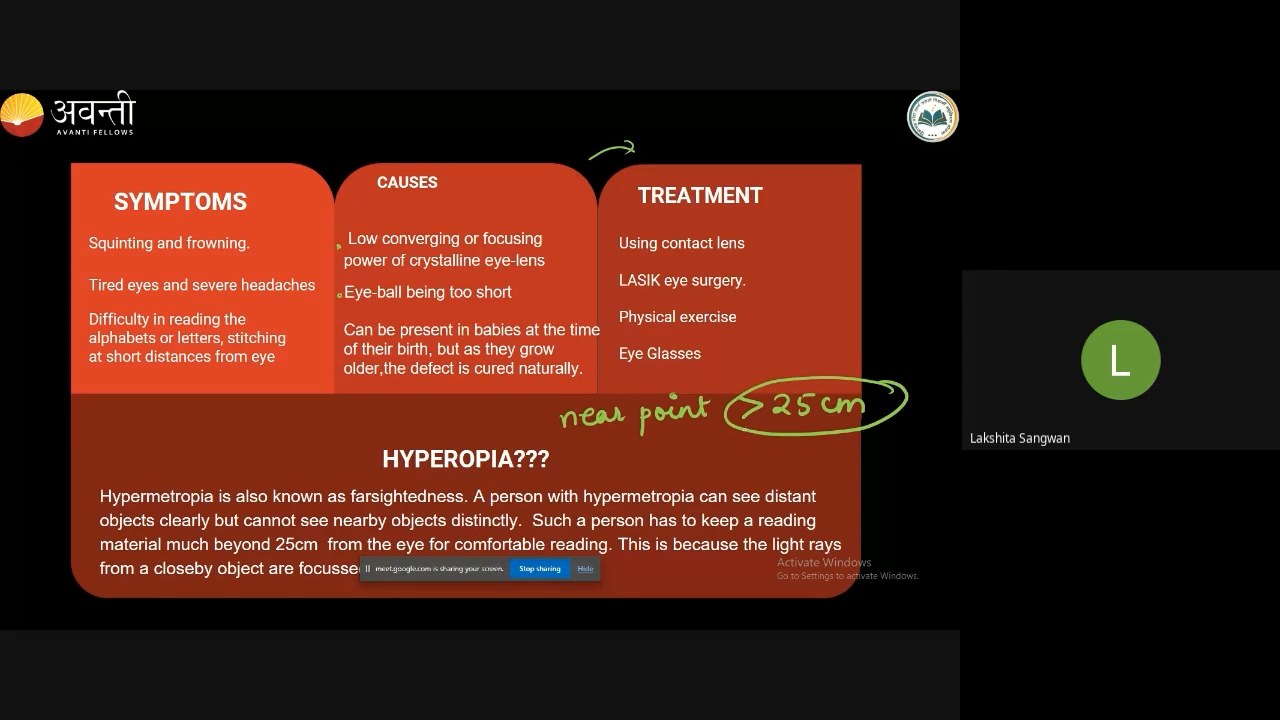 अवन्ती
AVANTI FELLOWS
SYMPTOMS
Squinting and frowning.
Tired eyes and severe headaches
Difficulty in reading the
alphabets or letters, stitching
at short distances from eye
CAUSES
Low converging or focusing
power of crystalline eye-lens
Eye-ball being too short
Can be present in babies at the time
of their birth, but as they grow
older,the defect is cured naturally.
TREATMENT
Using contact lens
LASIK eye surgery.
Physical exercise
Eye Glasses
near point > 25 cm
HYPEROPIA???
Hypermetropia is also known as farsightedness. A person with hypermetropia can see distant
objects clearly but cannot see nearby objects distinctly. Such a person has to keep a reading
material much beyond 25cm from the eye for comfortable reading. This is because the light rays
from a closeby object are focusse
meet.google.com is sharing your screen. Stop sharing Hide
Activate Windows
Go to Settings to activate Windows.
L
Lakshita Sangwan